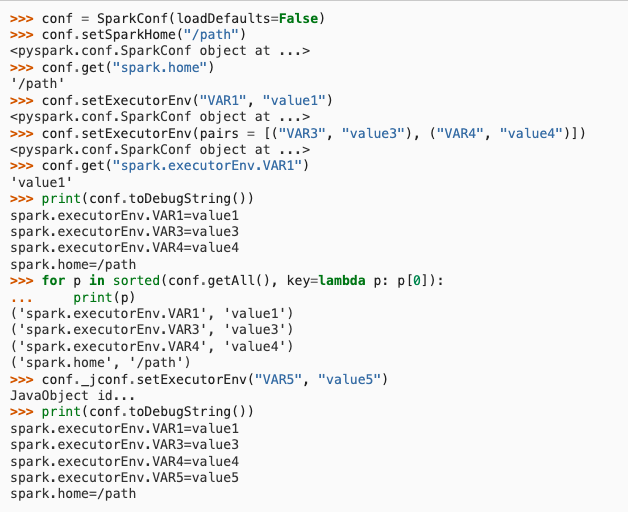 >>> conf = SparkConf(loadDefaults=False)
>>> conf.setSparkHome("/path")
<pyspark.conf.SparkConf object at ...>
>>> conf.get("spark.home")
'/path'
>>> conf.setExecutorEnv("VAR1", "value1")
<pyspark.conf.SparkConf object at ...>
>>> conf.setExecutorEnv(pairs = [("VAR3", "value3"), ("VAR4", "value4")])
<pyspark.conf.SparkConf object at ...>
>>> conf.get("spark.executorEnv.VAR1")
'value1'
>>> print(conf.toDebugString())
spark.executorEnv.VAR1=value1
spark.executorEnv.VAR3=value3
spark.executorEnv.VAR4=value4
spark.home=/path
>>> for p in sorted(conf.getAll(), key=lambda p: p[0]):
...     print(p)
('spark.executorEnv.VAR1', 'value1')
('spark.executorEnv.VAR3', 'value3')
('spark.executorEnv.VAR4', 'value4')
('spark.home', '/path')
>>> conf._jconf.setExecutorEnv("VAR5", "value5")
JavaObject id...
>>> print(conf.toDebugString())
spark.executorEnv.VAR1=value1
spark.executorEnv.VAR3=value3
spark.executorEnv.VAR4=value4
spark.executorEnv.VAR5=value5
spark.home=/path